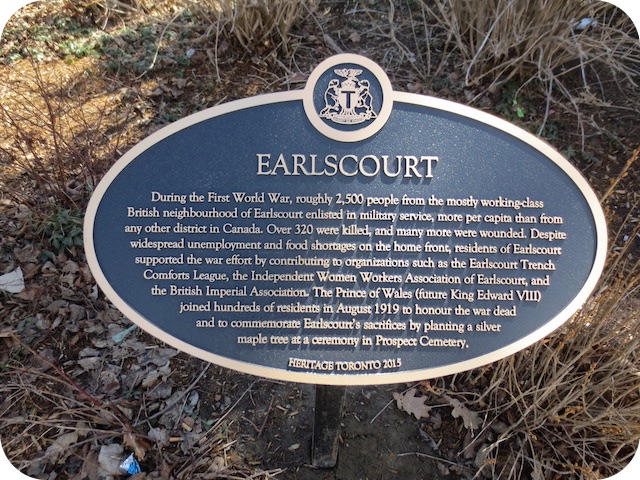 T
EARLSCOURT
During the First World War, roughly 2,500 people from the mostly working-class
British neighbourhood of Earlscourt enlisted in military service, more per capita than from
any other district in Canada. Over 320 were killed, and many more were wounded. Despite
widespread unemployment and food shortages on the home front, residents of Earlscourt
supported the war effort by contributing to organizations such as the Earlscourt Trench
Comforts League, the Independent Women Workers Association of Earlscourt, and
the British Imperial Association. The Prince of Wales (future King Edward VIII)
joined hundreds of residents in August 1919 to honour the war dead
and to commemorate Earlscourt's sacrifices by planting a silver
maple tree at a ceremony in Prospect Cemetery.
HERITAGE TORONTO 2015